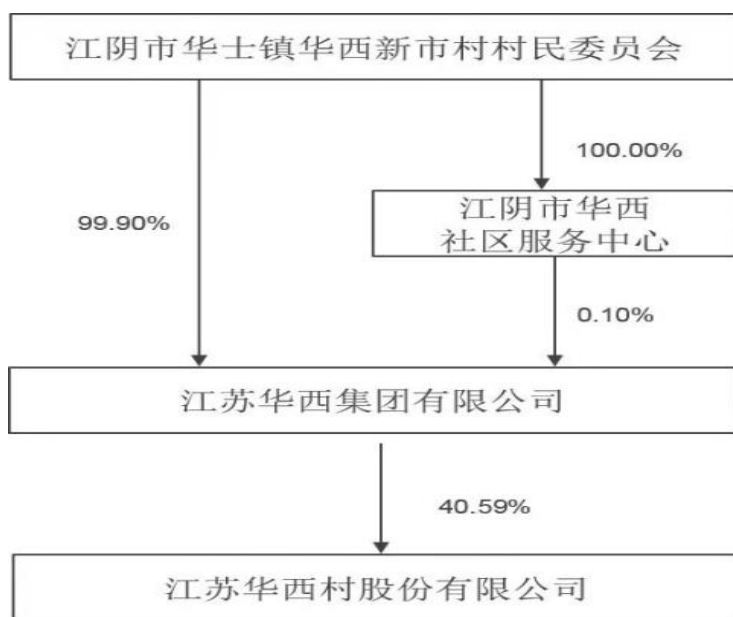 江阴市华士镇华西新市村村民委员会
100.00%
99.90%
江阴市华西
社区服务中心
0.10%
江苏华西集团有限公司
40.59%
江苏华西村股份有限公司